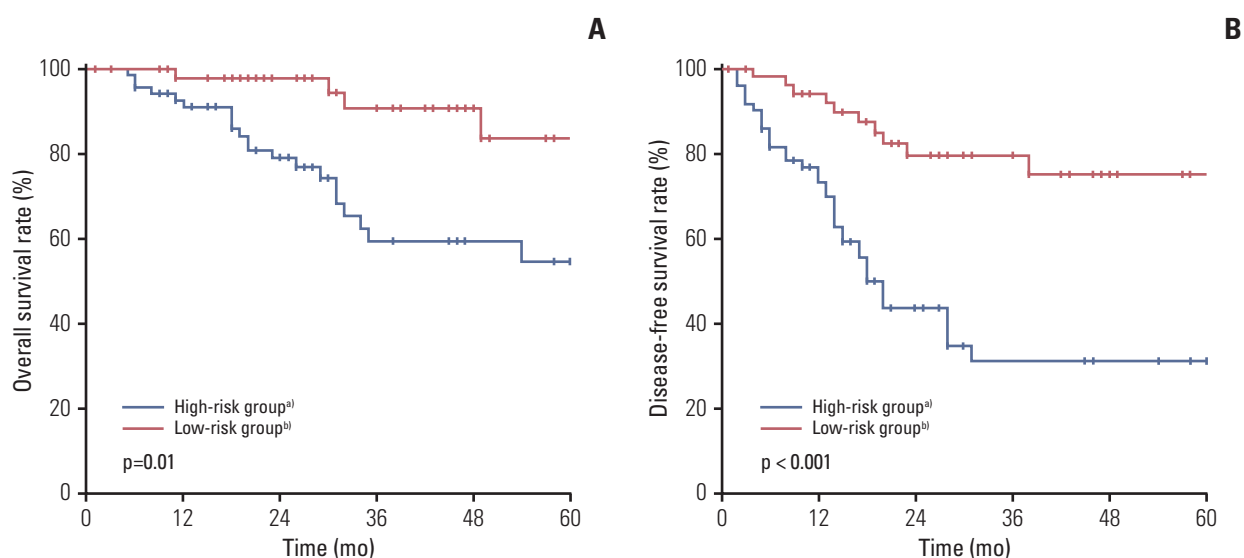 A
Overall survival rate (%)
100
80
60
40
20
0
High-risk groupᵃ⁾
Low-risk groupᵇ⁾
p=0.01
0 12 24 36 48 60
Time (mo)
B
Disease-free survival rate (%)
100
80
60
40
20
0
High-risk groupᵃ⁾
Low-risk groupᵇ⁾
p < 0.001
0 12 24 36 48 60
Time (mo)